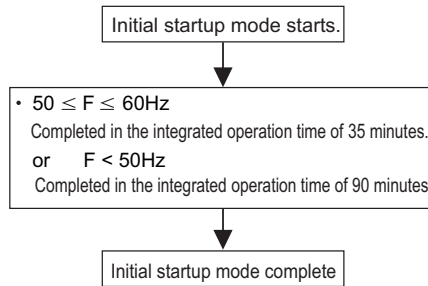 Initial startup mode starts.
• 50 ≤ F ≤ 60Hz
Completed in the integrated operation time of 35 minutes.
or F < 50Hz
Completed in the integrated operation time of 90 minutes
Initial startup mode complete